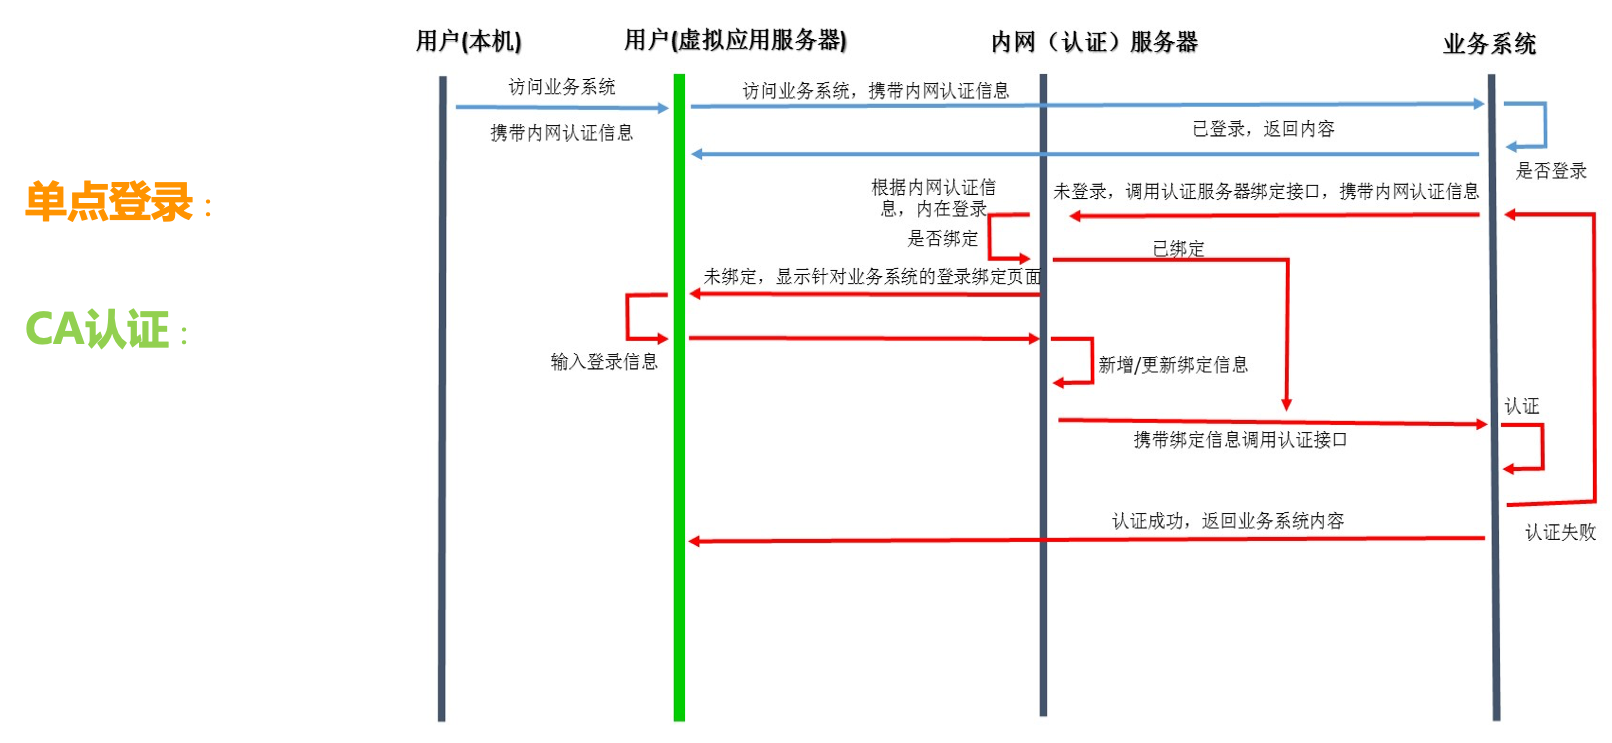 用户(本机)
用户(虚拟应用服务器)
内网（认证）服务器
业务系统
访问业务系统
携带内网认证信息
访问业务系统，携带内网认证信息
已登录，返回内容
是否登录
单点登录：
根据内网认证信
息，内在登录
是否绑定
未登录，调用认证服务器绑定接口，携带内网认证信息
已绑定
未绑定，显示针对业务系统的登录绑定页面
CA认证：
输入登录信息
新增/更新绑定信息
认证
携带绑定信息调用认证接口
认证成功，返回业务系统内容
认证失败